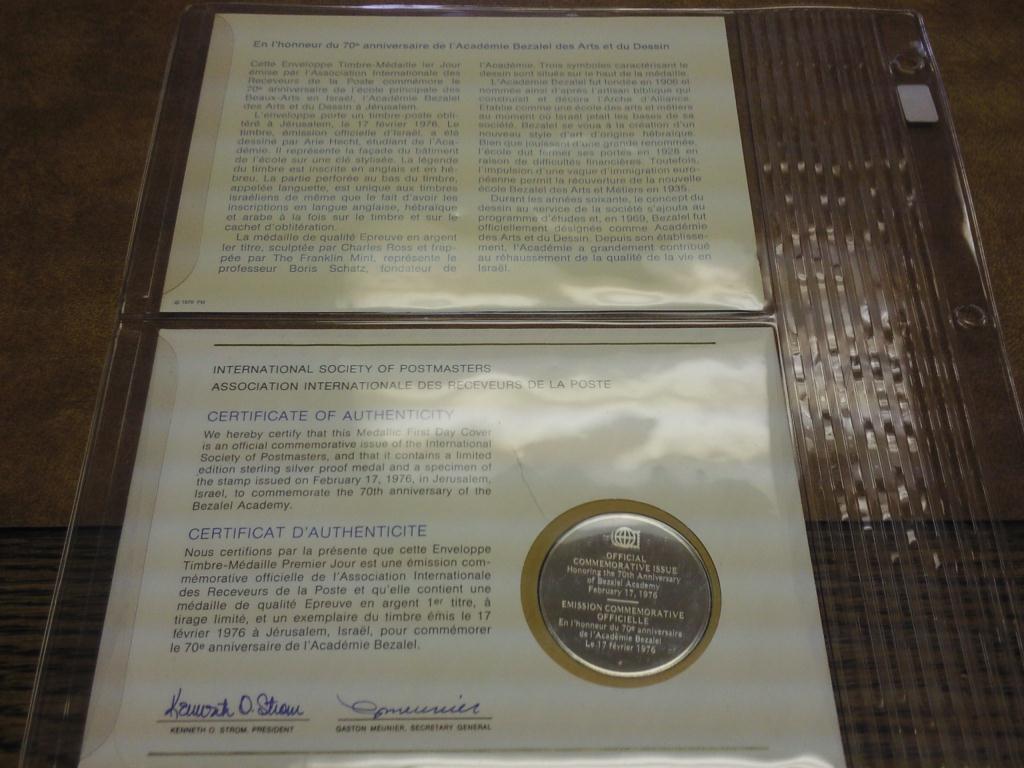 En l'honneur du 70e anniversaire de l'Académie Bezalel des Arts et du Dessin
Cette Enveloppe Timbre-Médaille ler Jour
émise par l'Association Internationale des
Receveurs de la Poste commémore le
70e anniversaire de l'école principale des
Beaux-Arts en Israël, l'Académie Bezalel
des Arts et du Dessin à Jérusalem.
L'enveloppe porte un timbre-poste obli-
téré à Jérusalem, le 17 février 1976. Le
timbre, émission officielle d'Israël, a été
dessiné par Arie Hecht, étudiant de l'Aca-
démie. Il représente la façade du bâtiment
de l'école sur une clé stylisée. La légende
du timbre est inscrite en anglais et en hé-
breu. La partie perforée au bas du timbre,
appelée languette, est unique aux timbres
israéliens de même que le fait d'avoir les
inscriptions en langue anglaise, hébraïque
et arabe à la fois sur le timbre et sur le
cachet d'oblitération.
La médaille de qualité Epreuve en argent
ler titre, sculptée par Charles Ross et frap-
pée par The Franklin Mint, représente le
professeur Boris Schatz, fondateur de
l'Académie. Trois symboles caractérisant le
dessin sont situés sur le haut de la médaille.
L'Académie Bezalel fut fondée en 1906 et
nommée ainsi d'après l'artisan biblique qui
construisit et décora l'Arche d'Alliance.
Etablie comme une école des arts et métiers
au moment où Israël jetait les bases de sa
société, Bezalel se voua à la création d'un
nouveau style d'art d'origine hébraïque.
Bien que jouissant d'une grande renommée,
l'école dut fermer ses portes en 1928 en
raison de difficultés financières. Toutefois,
l'impulsion d'une vague d'immigration euro-
péenne permit la réouverture de la nouvelle
école Bezalel des Arts et Métiers en 1935.
Durant les années soixante, le concept du
dessin au service de la société s'ajouta au
programme d'études et, en 1969, Bezalel fut
officiellement désignée comme Académie
des Arts et du Dessin. Depuis son établisse-
ment, l'Académie a grandement contribué
au réhaussement de la qualité de la vie en
Israël.
© 1976 FM
INTERNATIONAL SOCIETY OF POSTMASTERS
ASSOCIATION INTERNATIONALE DES RECEVEURS DE LA POSTE
CERTIFICATE OF AUTHENTICITY
We hereby certify that this Medallic First Day Cover
is an official commemorative issue of the International
Society of Postmasters, and that it contains a limited
edition sterling silver proof medal and a specimen of
the stamp issued on February 17, 1976, in Jerusalem,
Israel, to commemorate the 70th anniversary of the
Bezalel Academy.
CERTIFICAT D'AUTHENTICITE
Nous certifions par la présente que cette Enveloppe
Timbre-Médaille Premier Jour est une émission com-
mémorative officielle de l'Association Internationale
des Receveurs de la Poste et qu'elle contient une
médaille de qualité Epreuve en argent 1er titre, à
tirage limité, et un exemplaire du timbre émis le 17
février 1976 à Jérusalem, Israël, pour commémorer
le 70e anniversaire de l'Académie Bezalel.
Kenneth O. Strom
KENNETH O. STROM, PRESIDENT
GMeunier
GASTON MEUNIER, SECRETARY GENERAL
OFFICIAL
COMMEMORATIVE ISSUE
Honoring the 70th Anniversary
of Bezalel Academy
February 17, 1976
EMISSION COMMEMORATIVE
OFFICIELLE
En l'honneur du 70e anniversaire
de l'Académie Bezalel
Le 17 février 1976